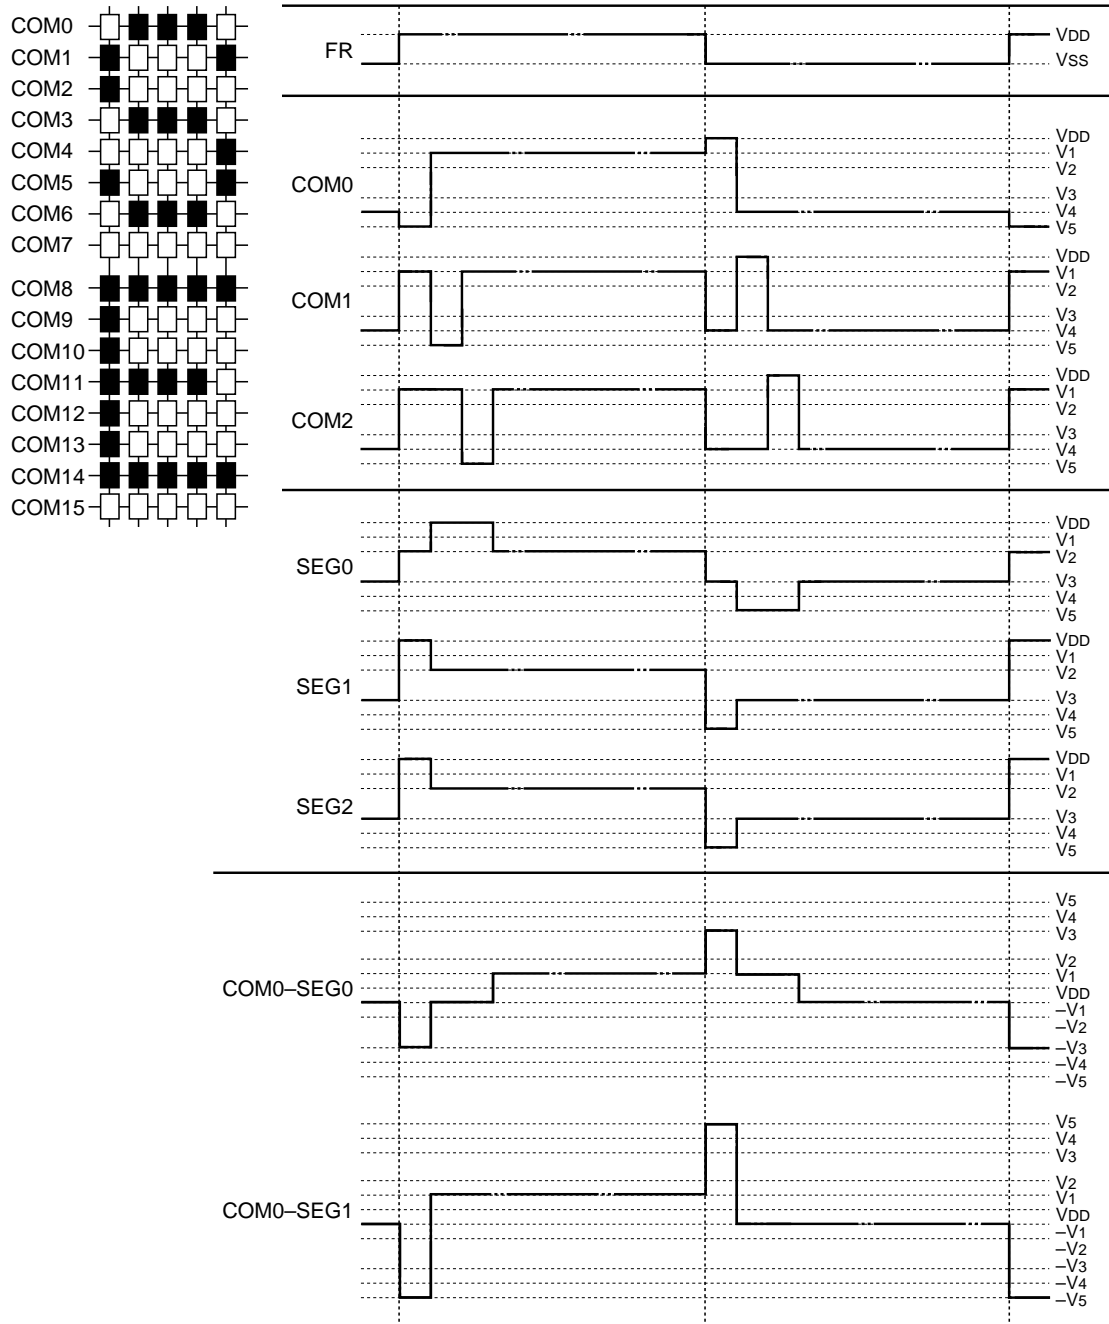 COM0
COM1
COM2
COM3
COM4
COM5
COM6
COM7
COM8
COM9
COM10
COM11
COM12
COM13
COM14
COM15
FR
VDD
VSS
COM0
VDD
V1
V2
V3
V4
V5
COM1
VDD
V1
V2
V3
V4
V5
COM2
VDD
V1
V2
V3
V4
V5
SEG0
VDD
V1
V2
V3
V4
V5
SEG1
VDD
V1
V2
V3
V4
V5
SEG2
VDD
V1
V2
V3
V4
V5
COM0–SEG0
V5
V4
V3
V2
V1
VDD
–V1
–V2
–V3
–V4
–V5
COM0–SEG1
V5
V4
V3
V2
V1
VDD
–V1
–V2
–V3
–V4
–V5